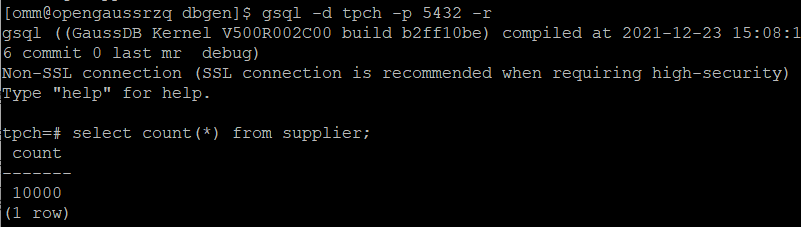 [omm@opengaussrzq dbgen]$ gsql -d tpch -p 5432 -r
gsql ((GaussDB Kernel V500R002C00 build b2ff10be) compiled at 2021-12-23 15:08:1
6 commit 0 last mr  debug)
Non-SSL connection (SSL connection is recommended when requiring high-security)
Type "help" for help.

tpch=# select count(*) from supplier;
 count
-------
 10000
(1 row)